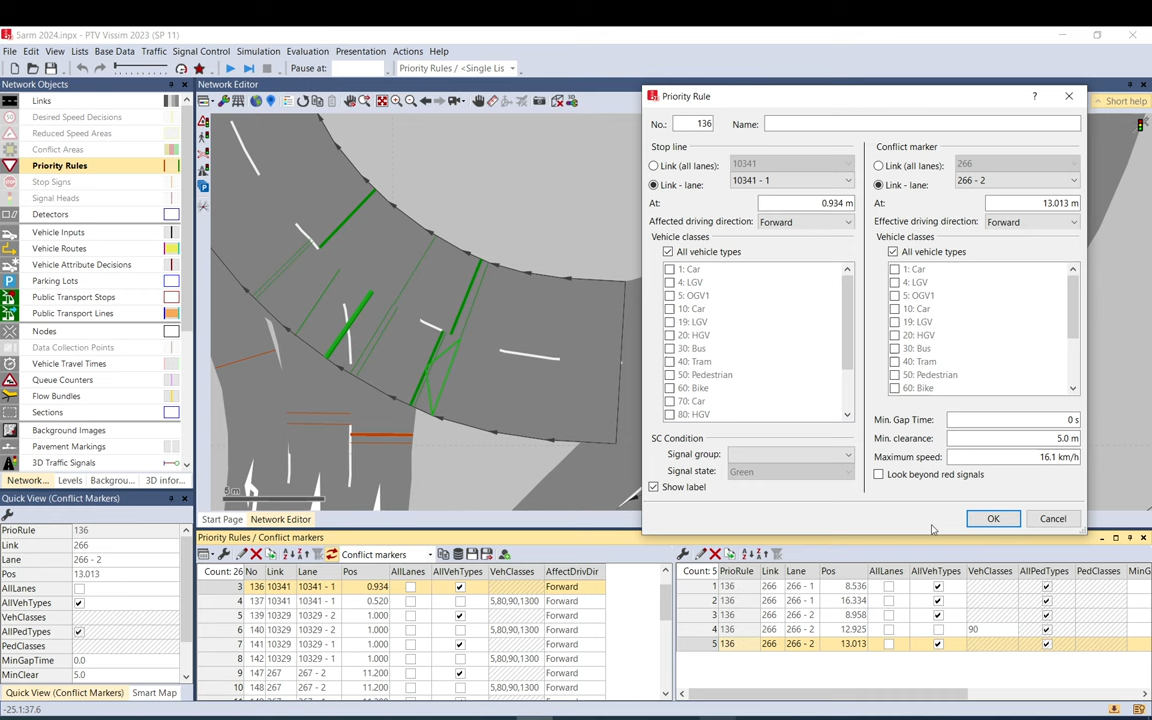 5arm 2024.inpx - PTV Vissim 2023 (SP 11)
File Edit View Lists Base Data Traffic Signal Control Simulation Evaluation Presentation Actions Help
Pause at: Priority Rules / <Single Lis
Network Objects
Network Editor
Links
Desired Speed Decisions
Reduced Speed Areas
Conflict Areas
Priority Rules
Stop Signs
Signal Heads
Detectors
Vehicle Inputs
Vehicle Routes
Vehicle Attribute Decisions
Parking Lots
Public Transport Stops
Public Transport Lines
Nodes
Data Collection Points
Vehicle Travel Times
Queue Counters
Flow Bundles
Sections
Background Images
Pavement Markings
3D Traffic Signals
Network... Levels Backgrou... 3D infor...
Short help
5 m
Start Page Network Editor
Priority Rule
?
No.: 136 Name:
Stop line
Link (all lanes): 10341
Link - lane: 10341 - 1
At: 0.934 m
Affected driving direction: Forward
Vehicle classes
All vehicle types
1: Car
4: LGV
5: OGV1
10: Car
19: LGV
20: HGV
30: Bus
40: Tram
50: Pedestrian
60: Bike
70: Car
80: HGV
SC Condition
Signal group:
Signal state: Green
Show label
Conflict marker
Link (all lanes): 266
Link - lane: 266 - 2
At: 13.013 m
Effective driving direction: Forward
Vehicle classes
All vehicle types
1: Car
4: LGV
5: OGV1
10: Car
19: LGV
20: HGV
30: Bus
40: Tram
50: Pedestrian
60: Bike
Min. Gap Time: 0 s
Min. clearance: 5.0 m
Maximum speed: 16.1 km/h
Look beyond red signals
OK Cancel
Quick View (Conflict Markers)
PrioRule 136
Link 266
Lane 266 - 2
Pos 13.013
AllLanes
AllVehTypes
VehClasses
AllPedTypes
PedClasses
MinGapTime 0.0
MinClear 5.0
Quick View (Conflict Markers) Smart Map
-25.1:37.6
Priority Rules / Conflict markers
Conflict markers
Count: 26 No Link Lane Pos AllLanes AllVehTypes VehClasses AffectDrivDir
3 136 10341 10341 - 1 0.934 Forward
4 137 10341 10341 - 1 0.520 5,80,90,1300 Forward
5 139 10329 10329 - 2 1.000 Forward
6 140 10329 10329 - 2 1.000 5,80,90,1300 Forward
7 141 10329 10329 - 1 1.000 Forward
8 142 10329 10329 - 1 1.000 5,80,90,1300 Forward
9 147 267 267 - 2 11.200 Forward
10 148 267 267 - 2 11.200 5,80,90,1300 Forward
Count: 5 PrioRule Link Lane Pos AllLanes AllVehTypes VehClasses AllPedTypes PedClasses MinG
1 136 266 266 - 1 8.536
2 136 266 266 - 1 16.334
3 136 266 266 - 2 8.958
4 136 266 266 - 2 12.925 90
5 136 266 266 - 2 13.013